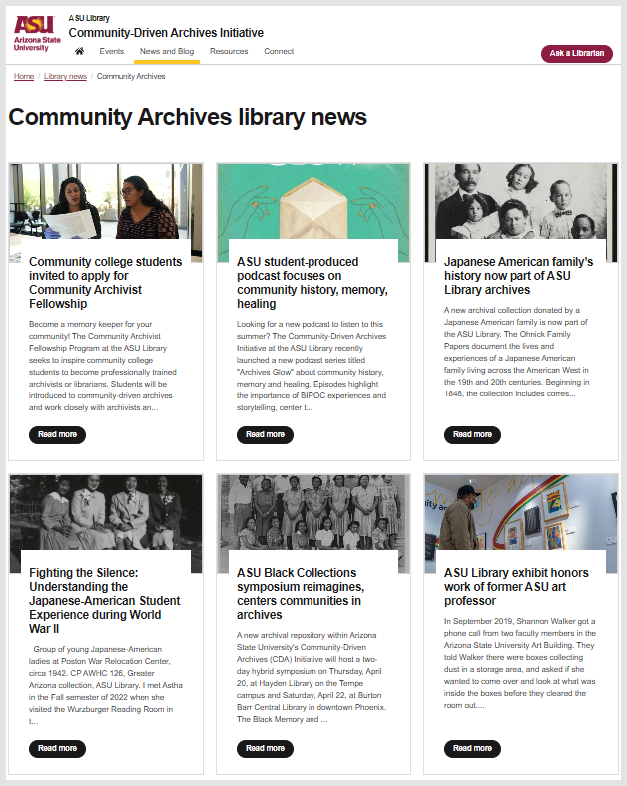 ASU
Arizona State
University
ASU Library
Community-Driven Archives Initiative
Events
News and Blog
Resources
Connect
Ask a Librarian
Home / Library news / Community Archives
Community Archives library news
Community college students
invited to apply for
Community Archivist
Fellowship
Become a memory keeper for your
community! The Community Archivist
Fellowship Program at the ASU Library
seeks to inspire community college
students to become professionally trained
archivists or librarians. Students will be
introduced to community-driven archives
and work closely with archivists an...
Read more
ASU student-produced
podcast focuses on
community history, memory,
healing
Looking for a new podcast to listen to this
summer? The Community-Driven Archives
Initiative at the ASU Library recently
launched a new podcast series titled
"Archives Glow" about community history,
memory and healing. Episodes highlight
the importance of BIPOC experiences and
storytelling, center t...
Read more
Japanese American family's
history now part of ASU
Library archives
A new archival collection donated by a
Japanese American family is now part of
the ASU Library. The Ohnick Family
Papers document the lives and
experiences of a Japanese American
family living across the American West in
the 19th and 20th centuries. Beginning in
1848, the collection includes corres...
Read more
Fighting the Silence:
Understanding the
Japanese-American Student
Experience during World
War II
Group of young Japanese-American
ladies at Poston War Relocation Center,
circa 1942. CP AWHC 126, Greater
Arizona collection, ASU Library. I met Astha
in the Fall semester of 2022 when she
visited the Wurzburger Reading Room in
t...
Read more
ASU Black Collections
symposium reimagines,
centers communities in
archives
A new archival repository within Arizona
State University's Community-Driven
Archives (CDA) Initiative will host a two-
day hybrid symposium on Thursday, April
20, at Hayden Library on the Tempe
campus and Saturday, April 22, at Burton
Barr Central Library in downtown Phoenix.
The Black Memory and ...
Read more
ASU Library exhibit honors
work of former ASU art
professor
In September 2019, Shannon Walker got a
phone call from two faculty members in the
Arizona State University Art Building. They
told Walker there were boxes collecting
dust in a storage area, and asked if she
wanted to come over and look at what was
inside the boxes before they cleared the
room out....
Read more